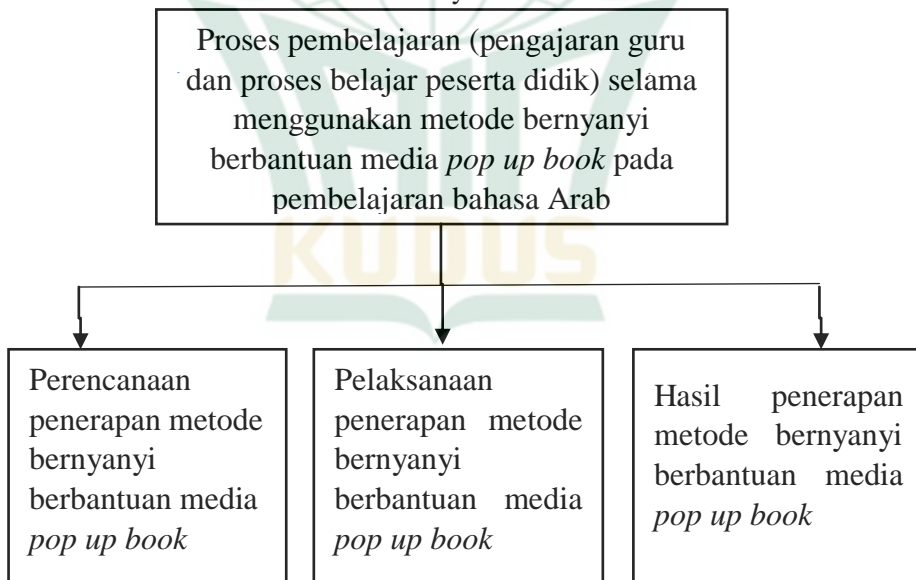 Proses pembelajaran (pengajaran guru
dan proses belajar peserta didik) selama
menggunakan metode bernyanyi
berbantuan media pop up book pada
pembelajaran bahasa Arab
KUDUS
Perencanaan
penerapan metode
bernyanyi
berbantuan media
pop up book
Pelaksanaan
penerapan metode
bernyanyi
berbantuan media
pop up book
Hasil penerapan
metode bernyanyi
berbantuan media
pop up book